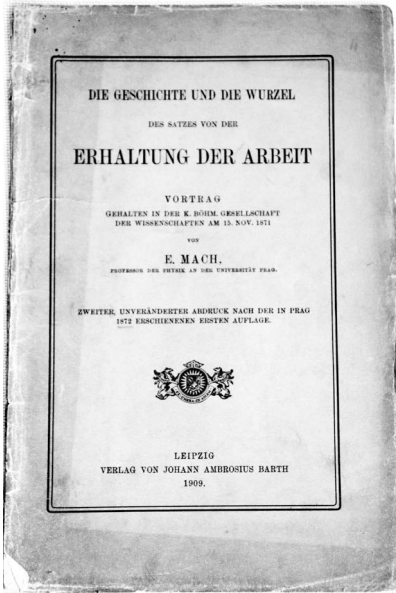 DIE GESCHICHTE UND DIE WURZEL
DES SATZES VON DER
ERHALTUNG DER ARBEIT
VORTRAG
GEHALTEN IN DER K. BÖHM. GESELLSCHAFT
DER WISSENSCHAFTEN AM 15. NOV. 1871
VON
E. MACH,
PROFESSOR DER PHYSIK AN DER UNIVERSITÄT PRAG.
ZWEITER, UNVERÄNDERTER ABDRUCK NACH DER IN PRAG
1872 ERSCHIENENEN ERSTEN AUFLAGE.
LEIPZIG
VERLAG VON JOHANN AMBROSIUS BARTH
1909.